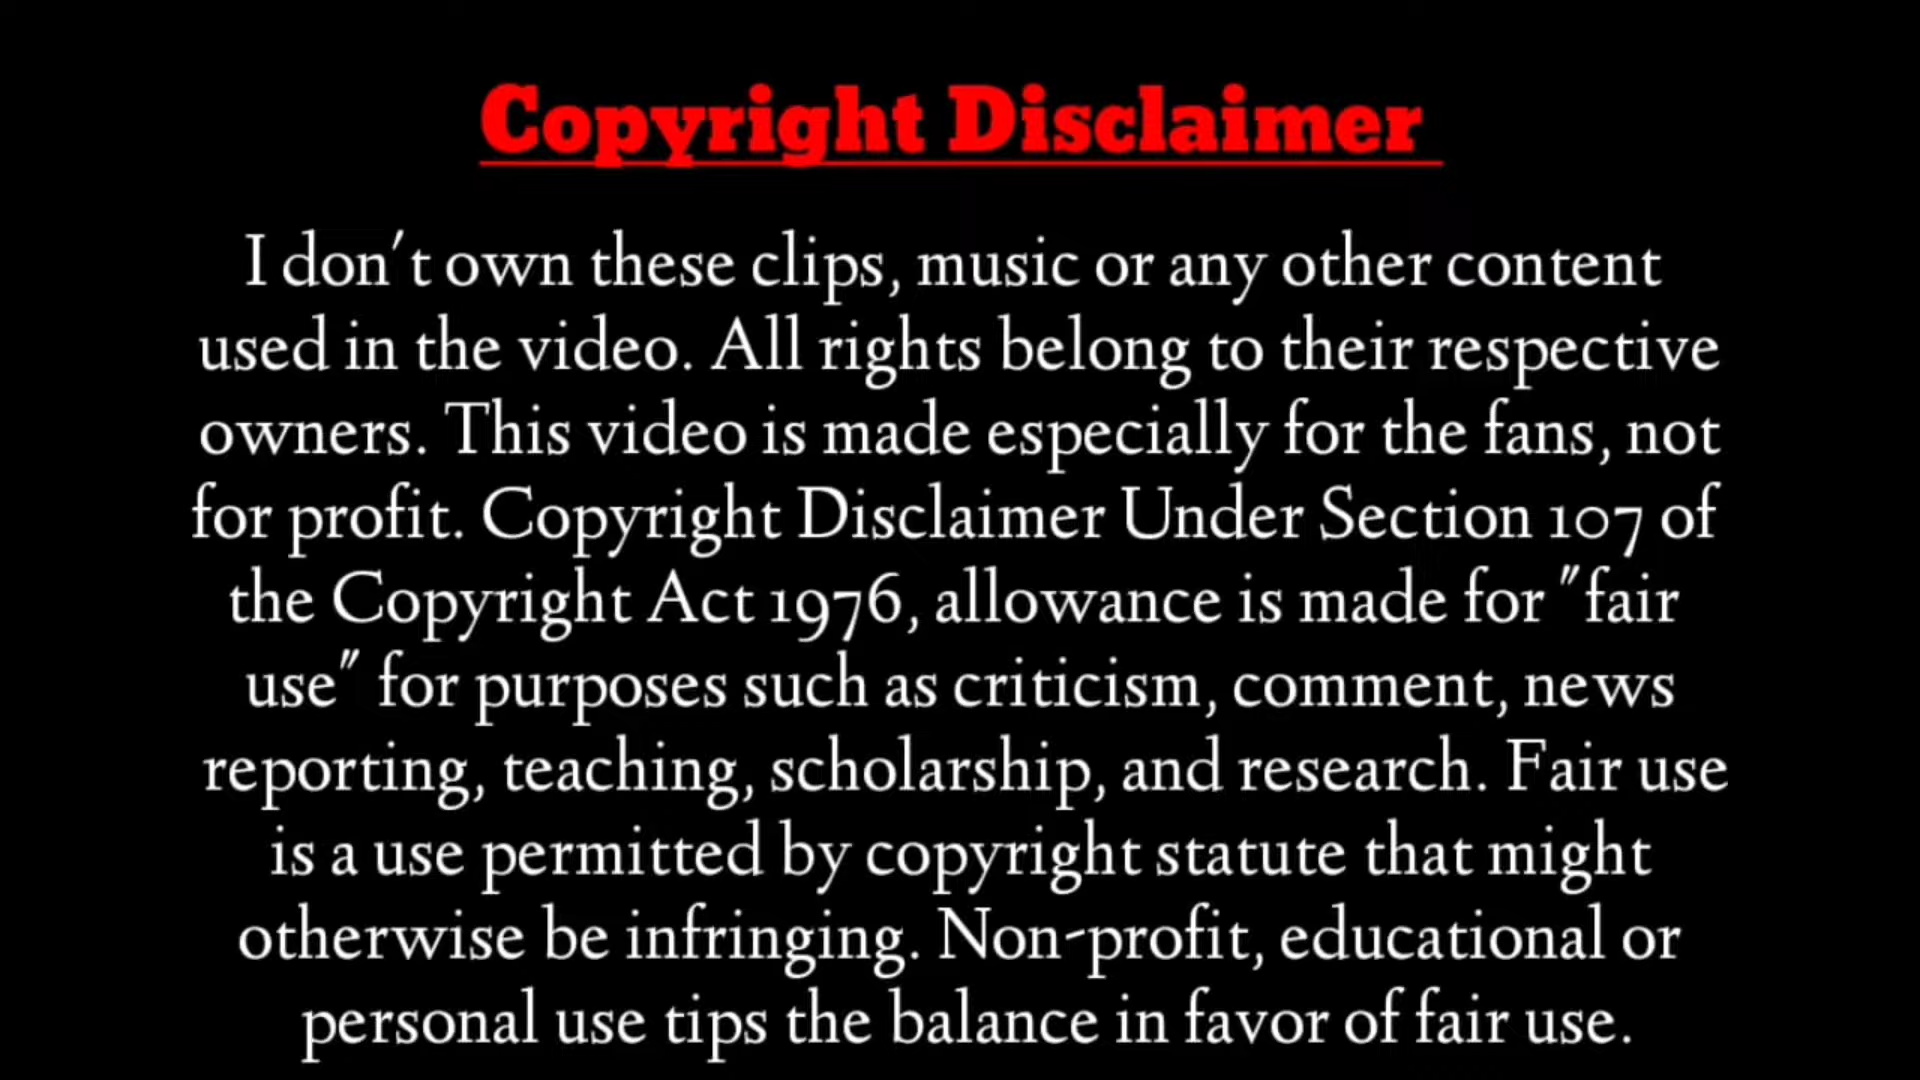 Copyright Disclaimer
I don't own these clips, music or any other content
used in the video. All rights belong to their respective
owners. This video is made especially for the fans, not
for profit. Copyright Disclaimer Under Section 107 of
the Copyright Act 1976, allowance is made for "fair
use" for purposes such as criticism, comment, news
reporting, teaching, scholarship, and research. Fair use
is a use permitted by copyright statute that might
otherwise be infringing. Non-profit, educational or
personal use tips the balance in favor of fair use.